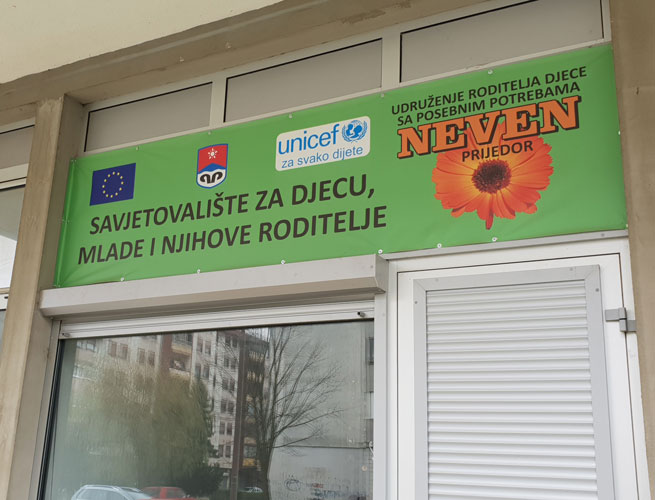 unicef
za svako dijete
SAVJETOVALIŠTE ZA DJECU,
MLADE I NJIHOVE RODITELJE
UDRUŽENJE RODITELJA DJECE
SA POSEBNIM POTREBAMA
NEVEN
PRIJEDOR